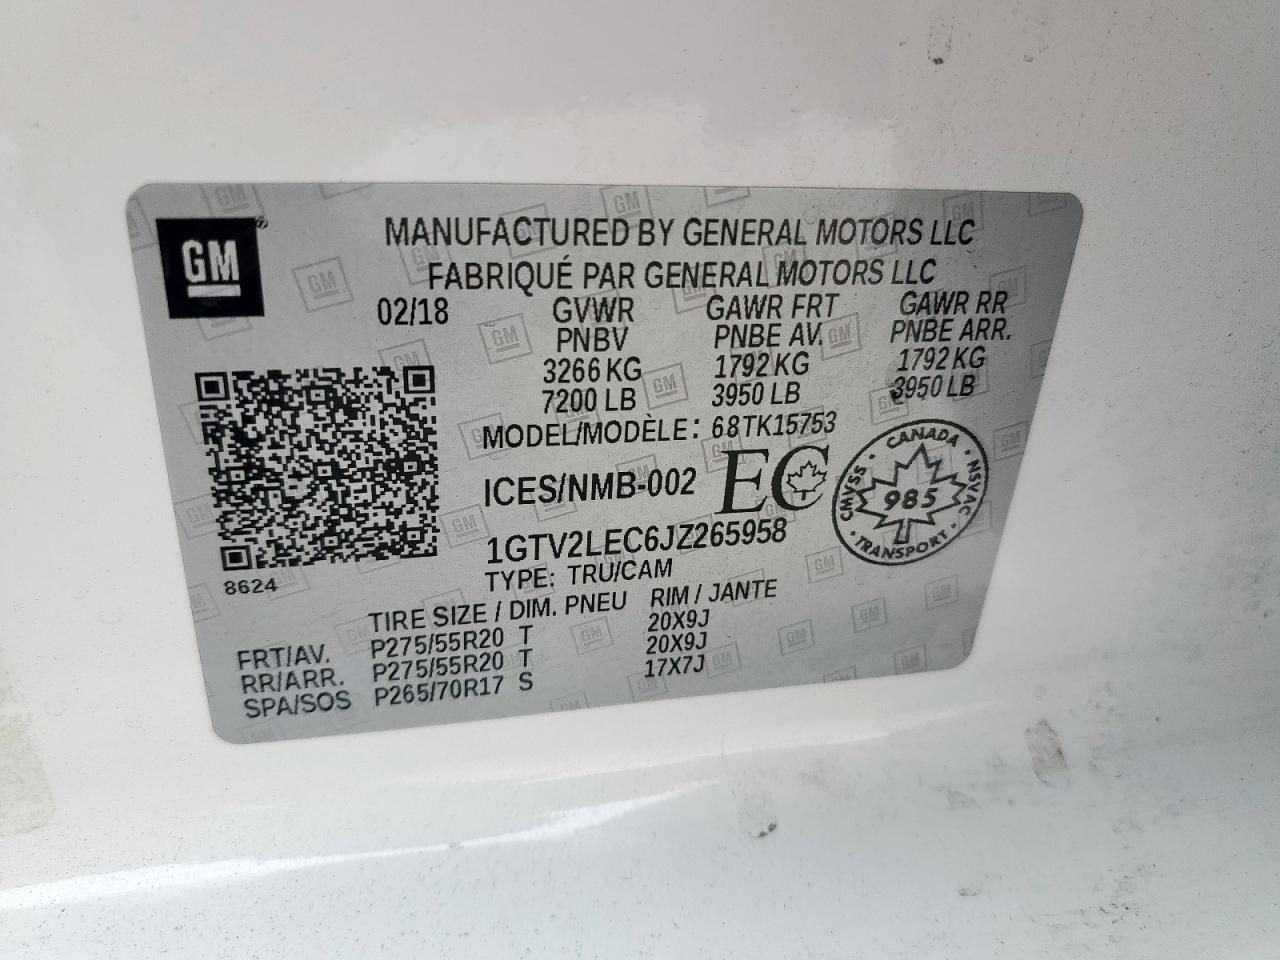 GM
MANUFACTURED BY GENERAL MOTORS LLC
FABRIQUÉ PAR GENERAL MOTORS LLC
02/18 GVWR GAWR FRT GAWR RR
PNBV PNBE AV. PNBE ARR.
3266 KG 1792 KG 1792 KG
7200 LB 3950 LB 3950 LB
MODEL/MODÈLE: 68TK15753
ICES/NMB-002 EC
CANADA
CMVSS 985 NSVAC
TRANSPORT
1GTV2LEC6JZ265958
8624
TYPE: TRU/CAM
TIRE SIZE / DIM. PNEU RIM / JANTE
FRT/AV. P275/55R20 T 20X9J
RR/ARR. P275/55R20 T 20X9J
SPA/SOS P265/70R17 S 17X7J